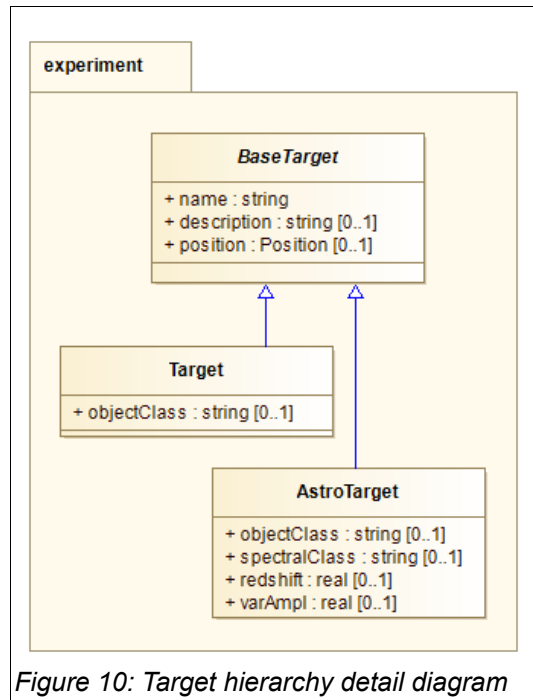 experiment
BaseTarget
+ name : string
+ description : string [0..1]
+ position : Position [0..1]
Target
+ objectClass : string [0..1]
AstroTarget
+ objectClass : string [0..1]
+ spectralClass : string [0..1]
+ redshift : real [0..1]
+ varAmpl : real [0..1]
Figure 10: Target hierarchy detail diagram